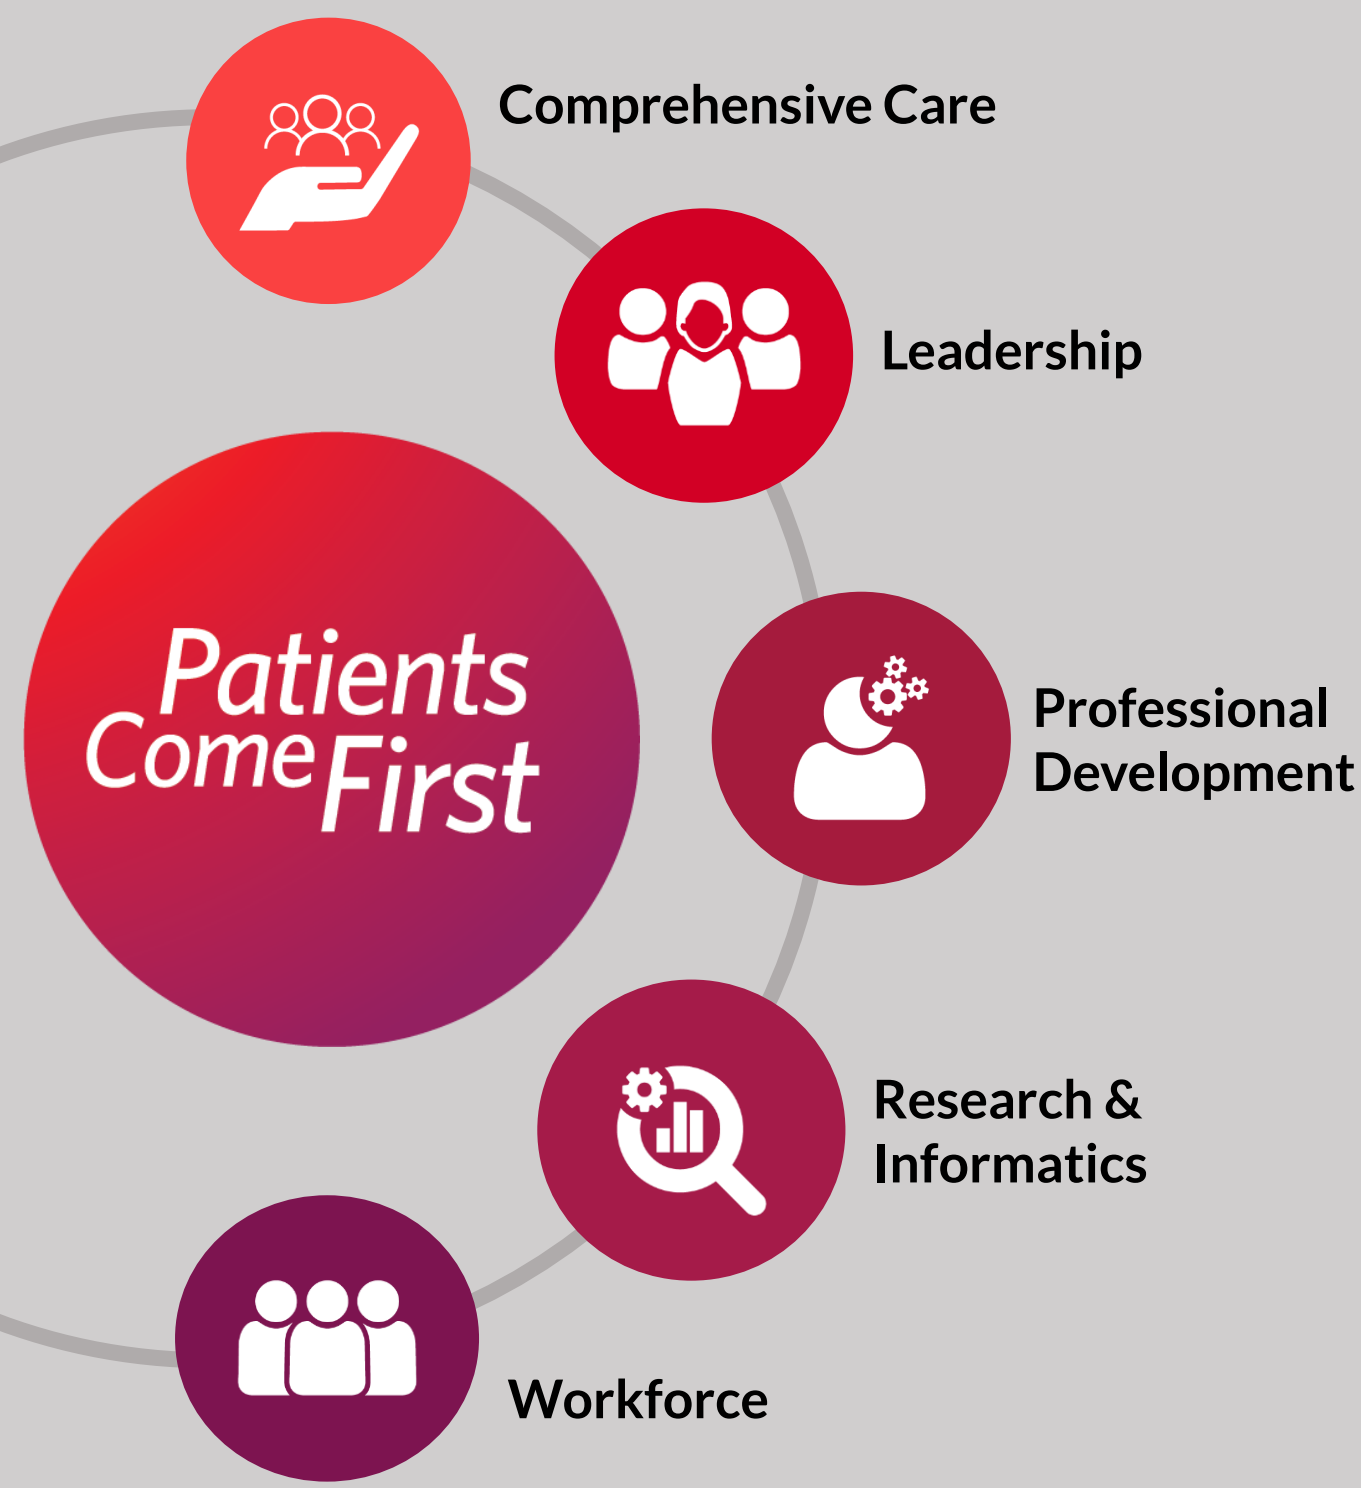 Comprehensive Care
Leadership
Patients
Come First
Professional
Development
Research &
Informatics
Workforce